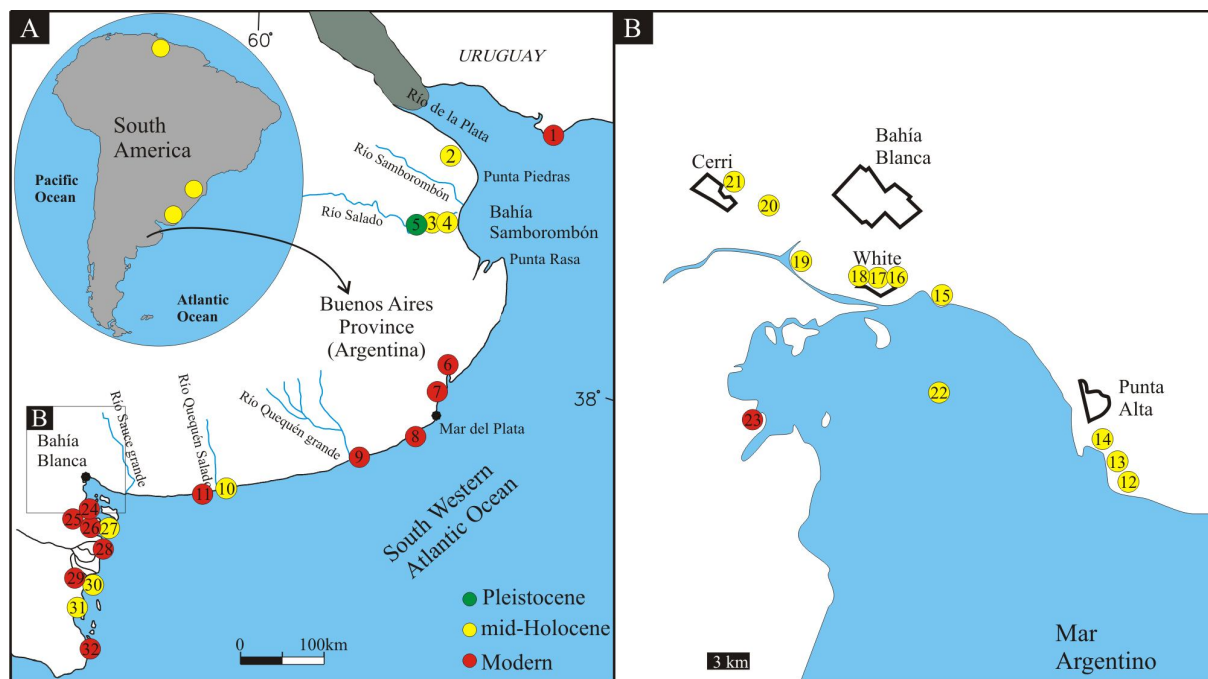 A
60
URUGUAY
Río de la Plata
1
2
South
America
Pacific
Ocean
Atlantic
Ocean
Río Samborombón
Punta Piedras
Río Salado
5
3
4
Bahía
Samborombón
Punta Rasa
Buenos Aires
Province
(Argentina)
6
7
38
Mar del Plata
8
9
Río Quequén grande
Río Quequén Salado
Río Sauce grande
B
Bahía
Blanca
11
10
24
25
26
27
28
29
30
31
32
South Western
Atlantic Ocean
Pleistocene
mid-Holocene
Modern
0
100km
B
Bahía
Blanca
Cerri
21
20
19
White
18
17
16
15
22
23
Punta
Alta
14
13
12
3 km
Mar
Argentino